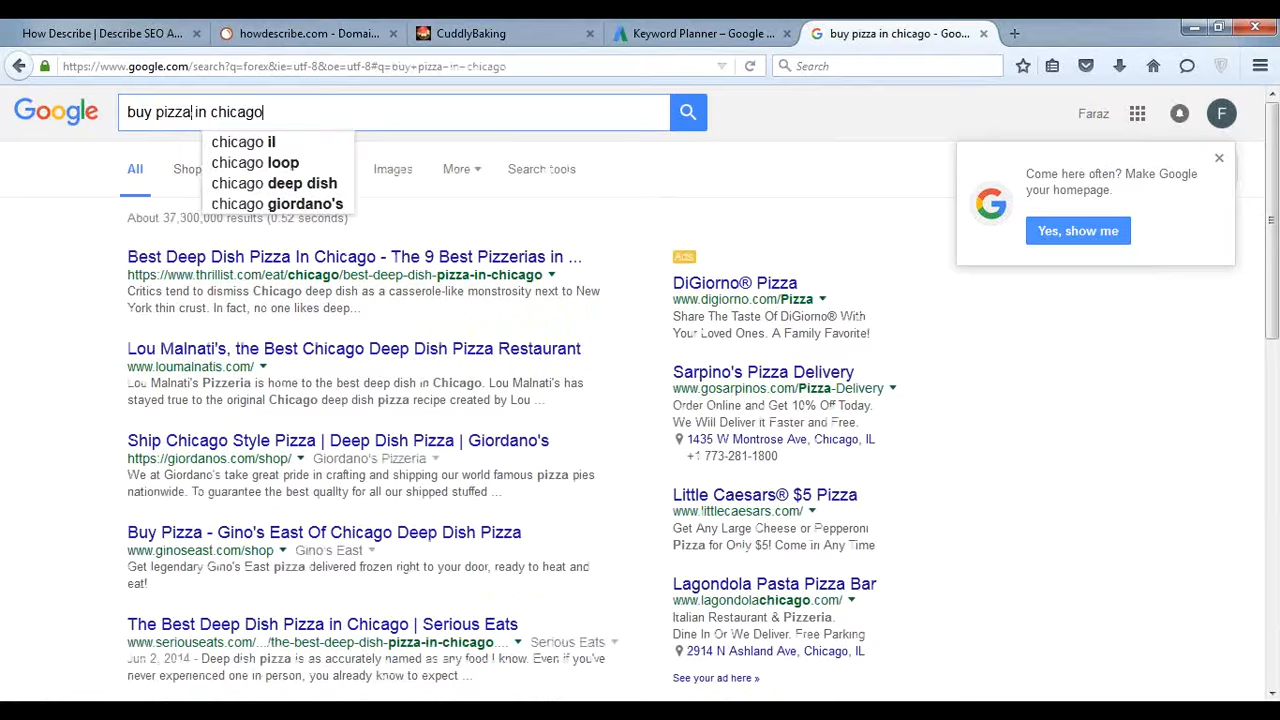 How Describe | Describe SEO A...
howdescribe.com - Domai...
CuddlyBaking
Keyword Planner – Google ...
buy pizza in chicago - Goo...
https://www.google.com/search?q=forex&ie=utf-8&oe=utf-8#q=buy+pizza+in+chicago
Search
Google
buy pizza in chicago
Faraz
F
chicago il
chicago loop
chicago deep dish
chicago giordano's
All
Shop
Images
More
Search tools
Come here often? Make Google
your homepage.
Yes, show me
About 37,300,000 results (0.52 seconds)
Best Deep Dish Pizza In Chicago - The 9 Best Pizzerias in ...
https://www.thrillist.com/eat/chicago/best-deep-dish-pizza-in-chicago
Critics tend to dismiss Chicago deep dish as a casserole-like monstrosity next to New
York thin crust. In fact, no one likes deep...
Lou Malnati's, the Best Chicago Deep Dish Pizza Restaurant
www.loumalnatis.com/
Lou Malnati's Pizzeria is home to the best deep dish in Chicago. Lou Malnati's has
stayed true to the original Chicago deep dish pizza recipe created by Lou ...
Ship Chicago Style Pizza | Deep Dish Pizza | Giordano's
https://giordanos.com/shop/ Giordano's Pizzeria
We at Giordano's take great pride in crafting and shipping our world famous pizza pies
nationwide. To guarantee the best quality for all our shipped stuffed ...
Buy Pizza - Gino's East Of Chicago Deep Dish Pizza
www.ginoseast.com/shop Gino's East
Get legendary Gino's East pizza delivered frozen right to your door, ready to heat and
eat!
The Best Deep Dish Pizza in Chicago | Serious Eats
www.seriouseats.com/.../the-best-deep-dish-pizza-in-chicago.... Serious Eats
Jun 2, 2014 - Deep dish pizza is as accurately named as any food I know. Even if you've
never experienced one in person, you already know to expect ...
Ads
DiGiorno® Pizza
www.digiorno.com/Pizza
Share The Taste Of DiGiorno® With
Your Loved Ones. A Family Favorite!
Sarpino's Pizza Delivery
www.gosarpinos.com/Pizza-Delivery
Order Online and Get 10% Off Today.
We Will Deliver it Faster and Free.
1435 W Montrose Ave, Chicago, IL
+1 773-281-1800
Little Caesars® $5 Pizza
www.littlecaesars.com/
Get Any Large Cheese or Pepperoni
Pizza for Only $5! Come in Any Time
Lagondola Pasta Pizza Bar
www.lagondolachicago.com/
Italian Restaurant & Pizzeria.
Dine In Or We Deliver. Free Parking
2914 N Ashland Ave, Chicago, IL
See your ad here »